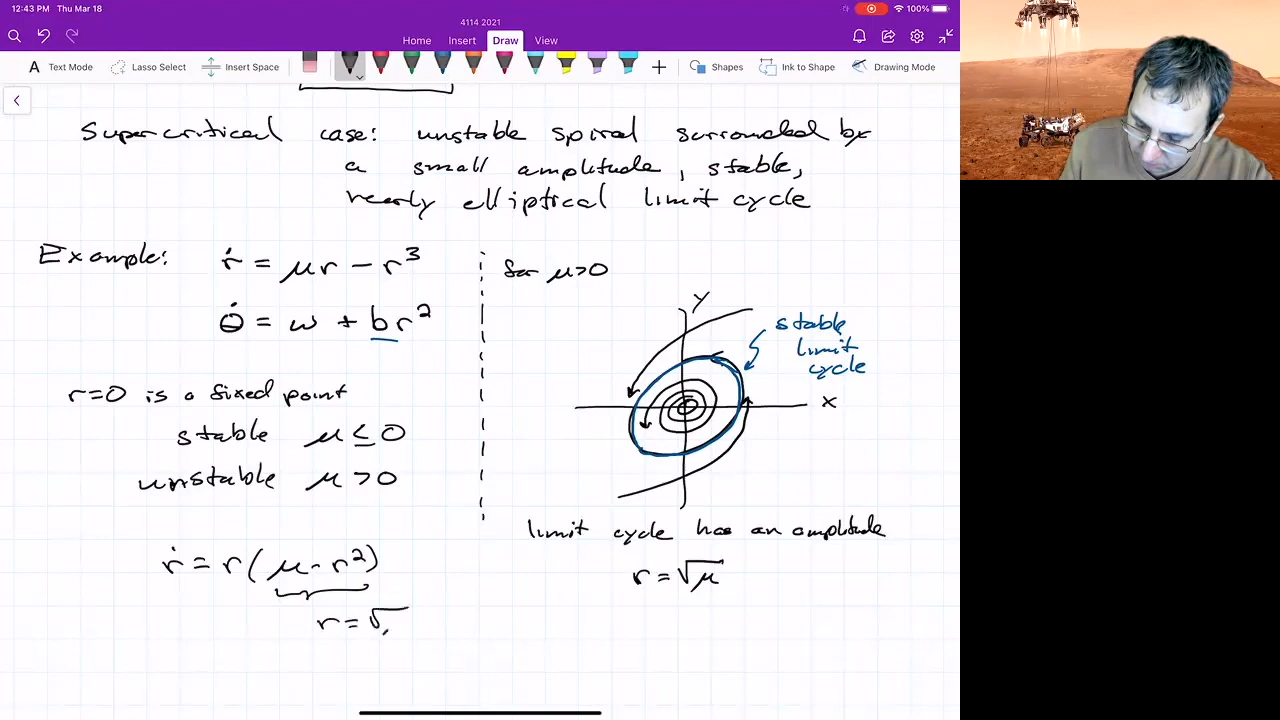 12:43 PM Thu Mar 18
100%
4114 2021
Home Insert Draw View
A Text Mode Lasso Select Insert Space Shapes Ink to Shape Drawing Mode
Supercritical case: unstable spiral surrounded by
a small amplitude, stable,
nearly elliptical limit cycle
Example: ṙ = μr − r³
θ̇ = ω + br²
r=0 is a fixed point
stable μ ≤ 0
unstable μ > 0
ṙ = r(μ − r²)
r = √
for μ>0
y
stable
limit
cycle
x
limit cycle has an amplitude
r = √μ